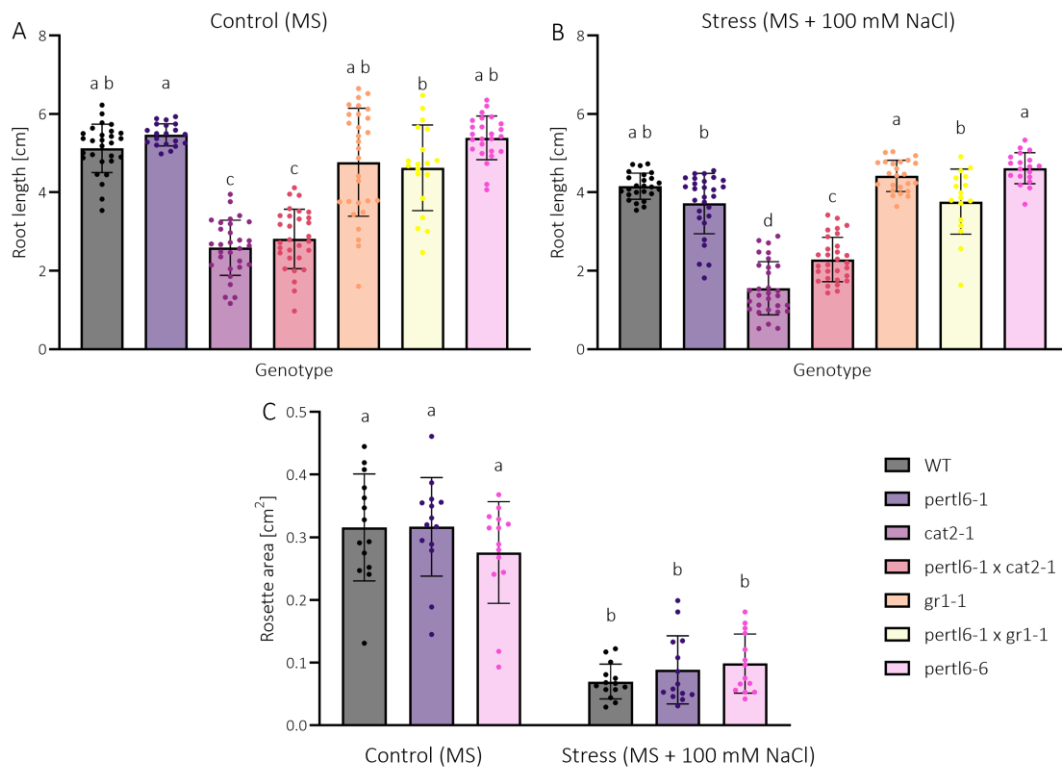 A
Control (MS)
Root length [cm]
8
6
4
2
0
a b
a
c
c
a b
b
a b
Genotype
B
Stress (MS + 100 mM NaCl)
Root length [cm]
8
6
4
2
0
a b
b
d
c
a
b
a
Genotype
C
Rosette area [cm²]
0.5
0.4
0.3
0.2
0.1
0.0
a
a
a
b
b
b
Control (MS)
Stress (MS + 100 mM NaCl)
WT
pertl6-1
cat2-1
pertl6-1 x cat2-1
gr1-1
pertl6-1 x gr1-1
pertl6-6